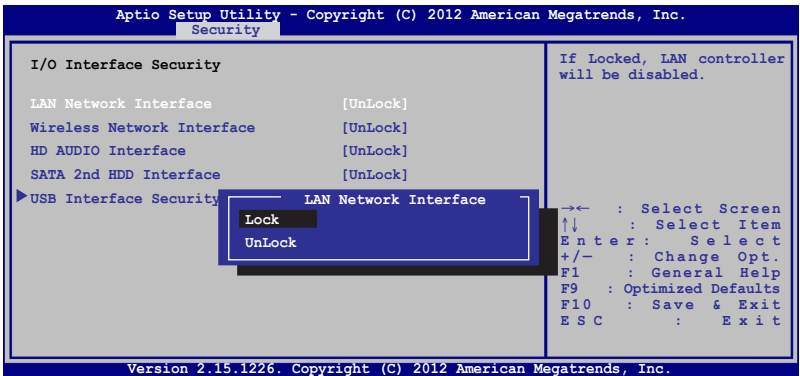 Aptio Setup Utility - Copyright (C) 2012 American Megatrends, Inc.
Security
I/O Interface Security
LAN Network Interface [UnLock]
Wireless Network Interface [UnLock]
HD AUDIO Interface [UnLock]
SATA 2nd HDD Interface [UnLock]
USB Interface Security
LAN Network Interface
Lock
UnLock
If Locked, LAN controller
will be disabled.
→← : Select Screen
↑↓ : Select Item
Enter: Select
+/— : Change Opt.
F1 : General Help
F9 : Optimized Defaults
F10 : Save & Exit
ESC : Exit
Version 2.15.1226. Copyright (C) 2012 American Megatrends, Inc.